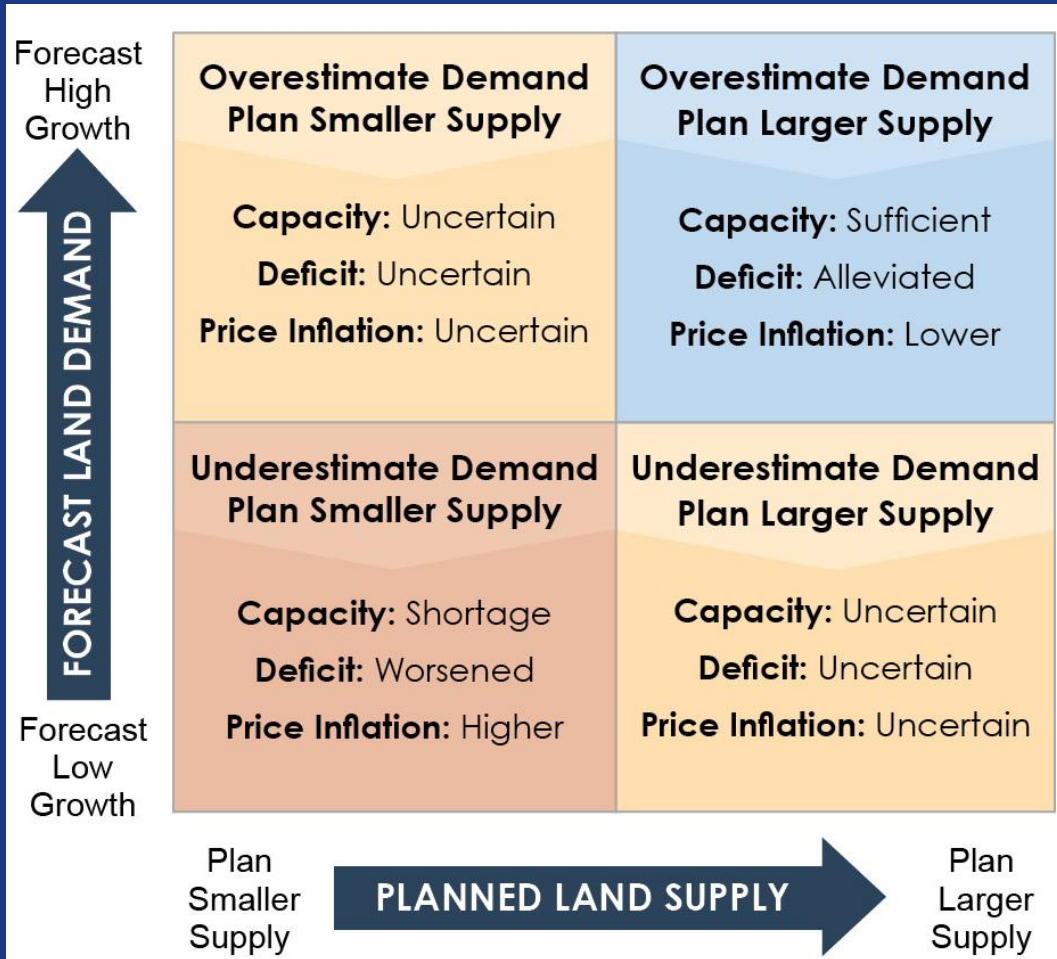 Forecast
High
Growth
FORECAST LAND DEMAND
Forecast
Low
Growth
Overestimate Demand
Plan Smaller Supply
Capacity: Uncertain
Deficit: Uncertain
Price Inflation: Uncertain
Overestimate Demand
Plan Larger Supply
Capacity: Sufficient
Deficit: Alleviated
Price Inflation: Lower
Underestimate Demand
Plan Smaller Supply
Capacity: Shortage
Deficit: Worsened
Price Inflation: Higher
Underestimate Demand
Plan Larger Supply
Capacity: Uncertain
Deficit: Uncertain
Price Inflation: Uncertain
Plan
Smaller
Supply
PLANNED LAND SUPPLY
Plan
Larger
Supply